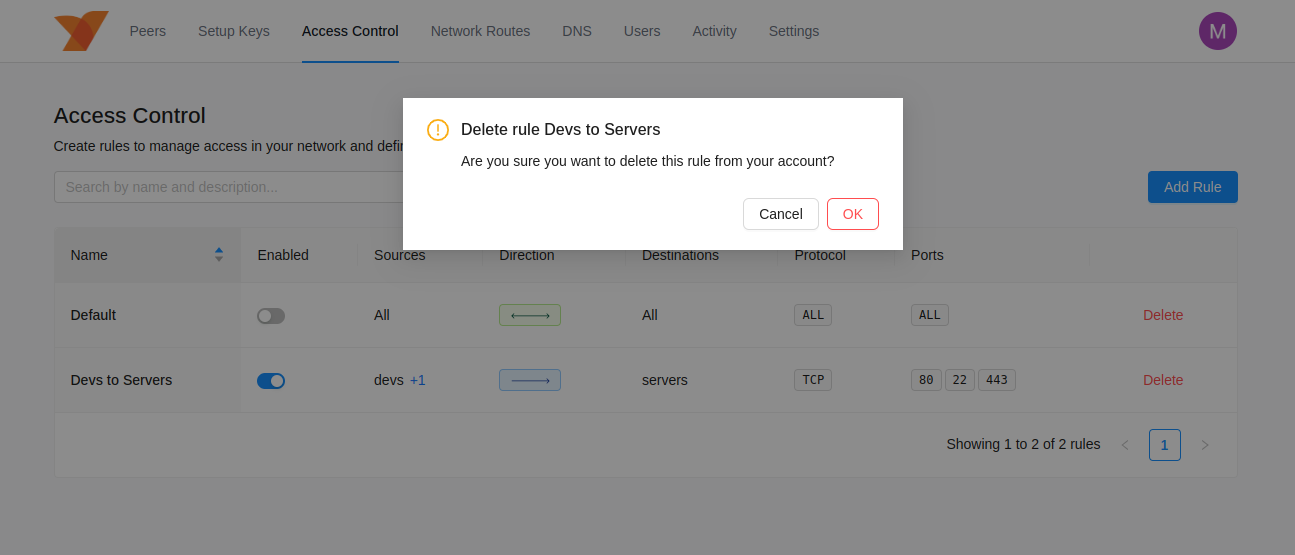 Peers Setup Keys Access Control Network Routes DNS Users Activity Settings M
Access Control
Create rules to manage access in your network and
Search by name and description...
Add Rule
Delete rule Devs to Servers
Are you sure you want to delete this rule from your account?
Cancel OK
Name Enabled Sources Direction Destinations Protocol Ports
Default All All ALL ALL Delete
Devs to Servers devs +1 servers TCP 80 22 443 Delete
Showing 1 to 2 of 2 rules 1